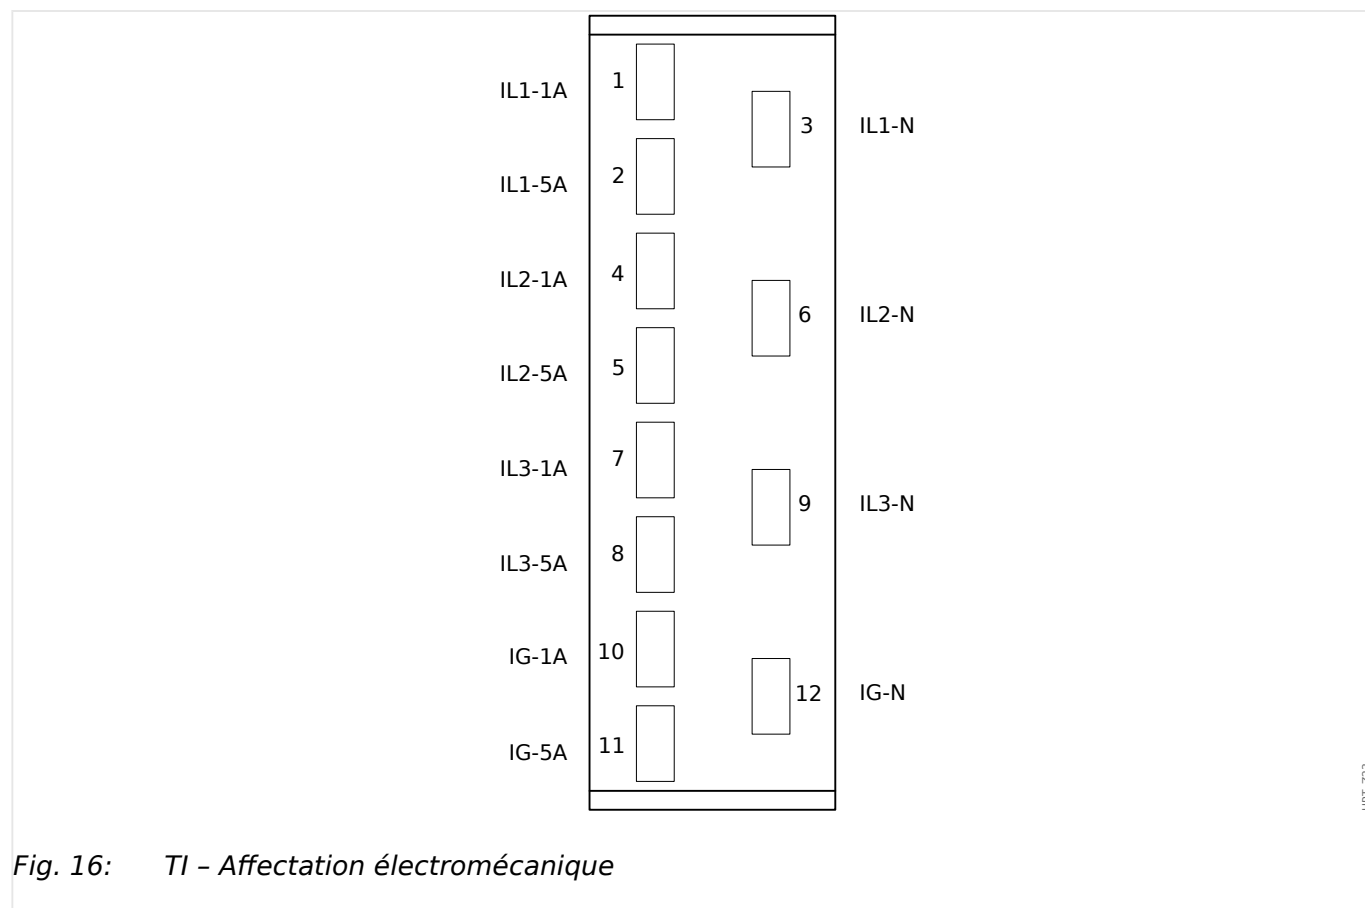 IL1-1A 1
3 IL1-N
IL1-5A 2
IL2-1A 4
6 IL2-N
IL2-5A 5
IL3-1A 7
9 IL3-N
IL3-5A 8
IG-1A 10
12 IG-N
IG-5A 11
Fig. 16: TI – Affectation électromécanique